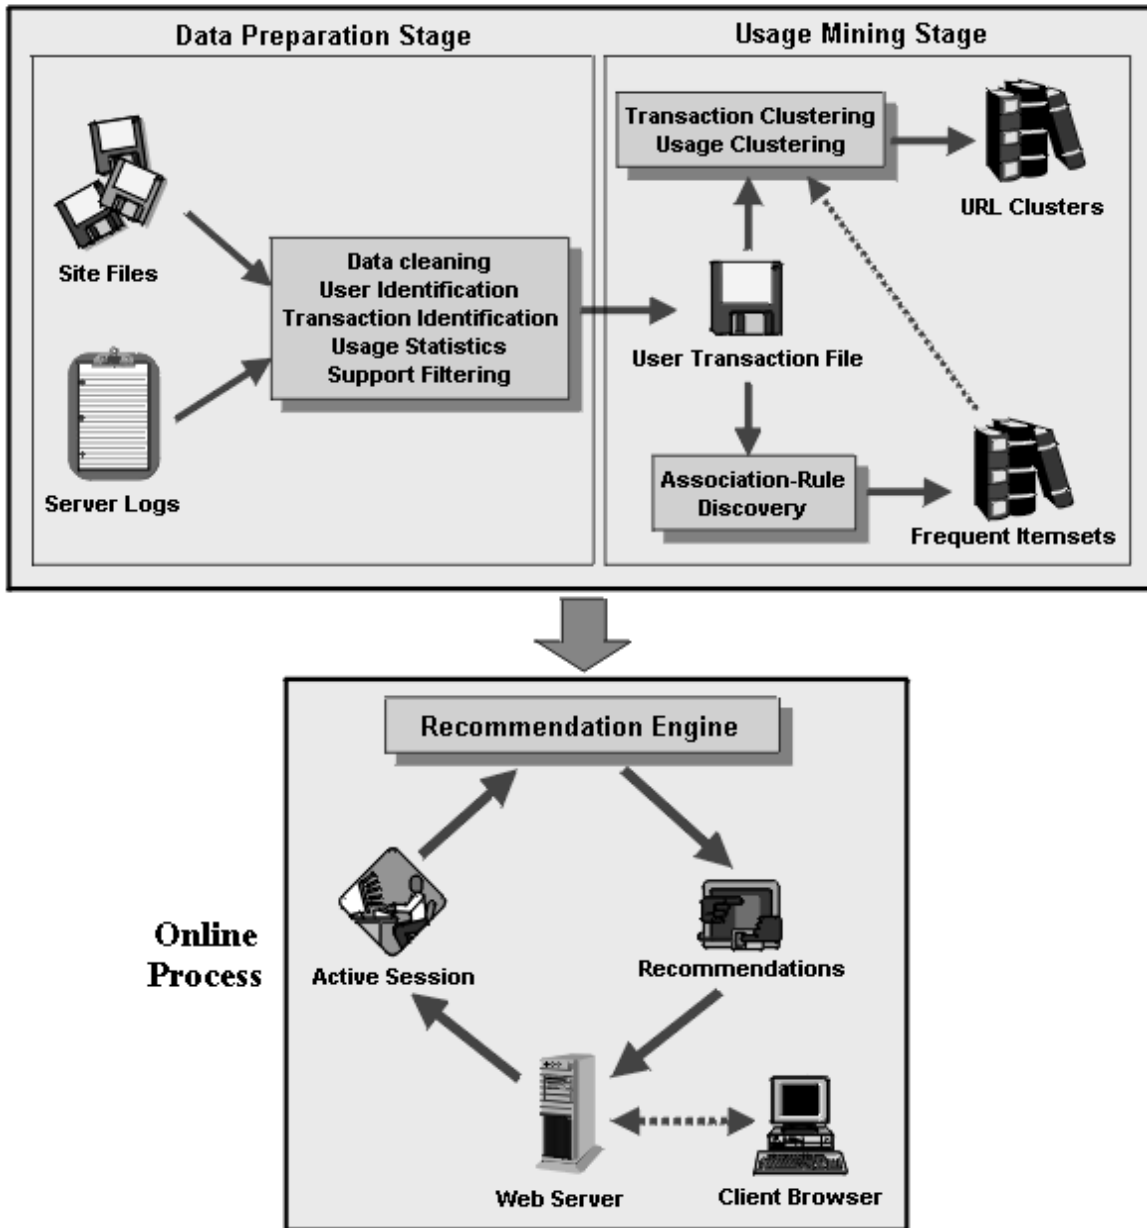 Data Preparation Stage
Usage Mining Stage
Site Files
Server Logs
Data cleaning
User Identification
Transaction Identification
Usage Statistics
Support Filtering
Transaction Clustering
Usage Clustering
URL Clusters
User Transaction File
Association-Rule
Discovery
Frequent Itemsets
Recommendation Engine
Online
Process
Active Session
Recommendations
Web Server
Client Browser